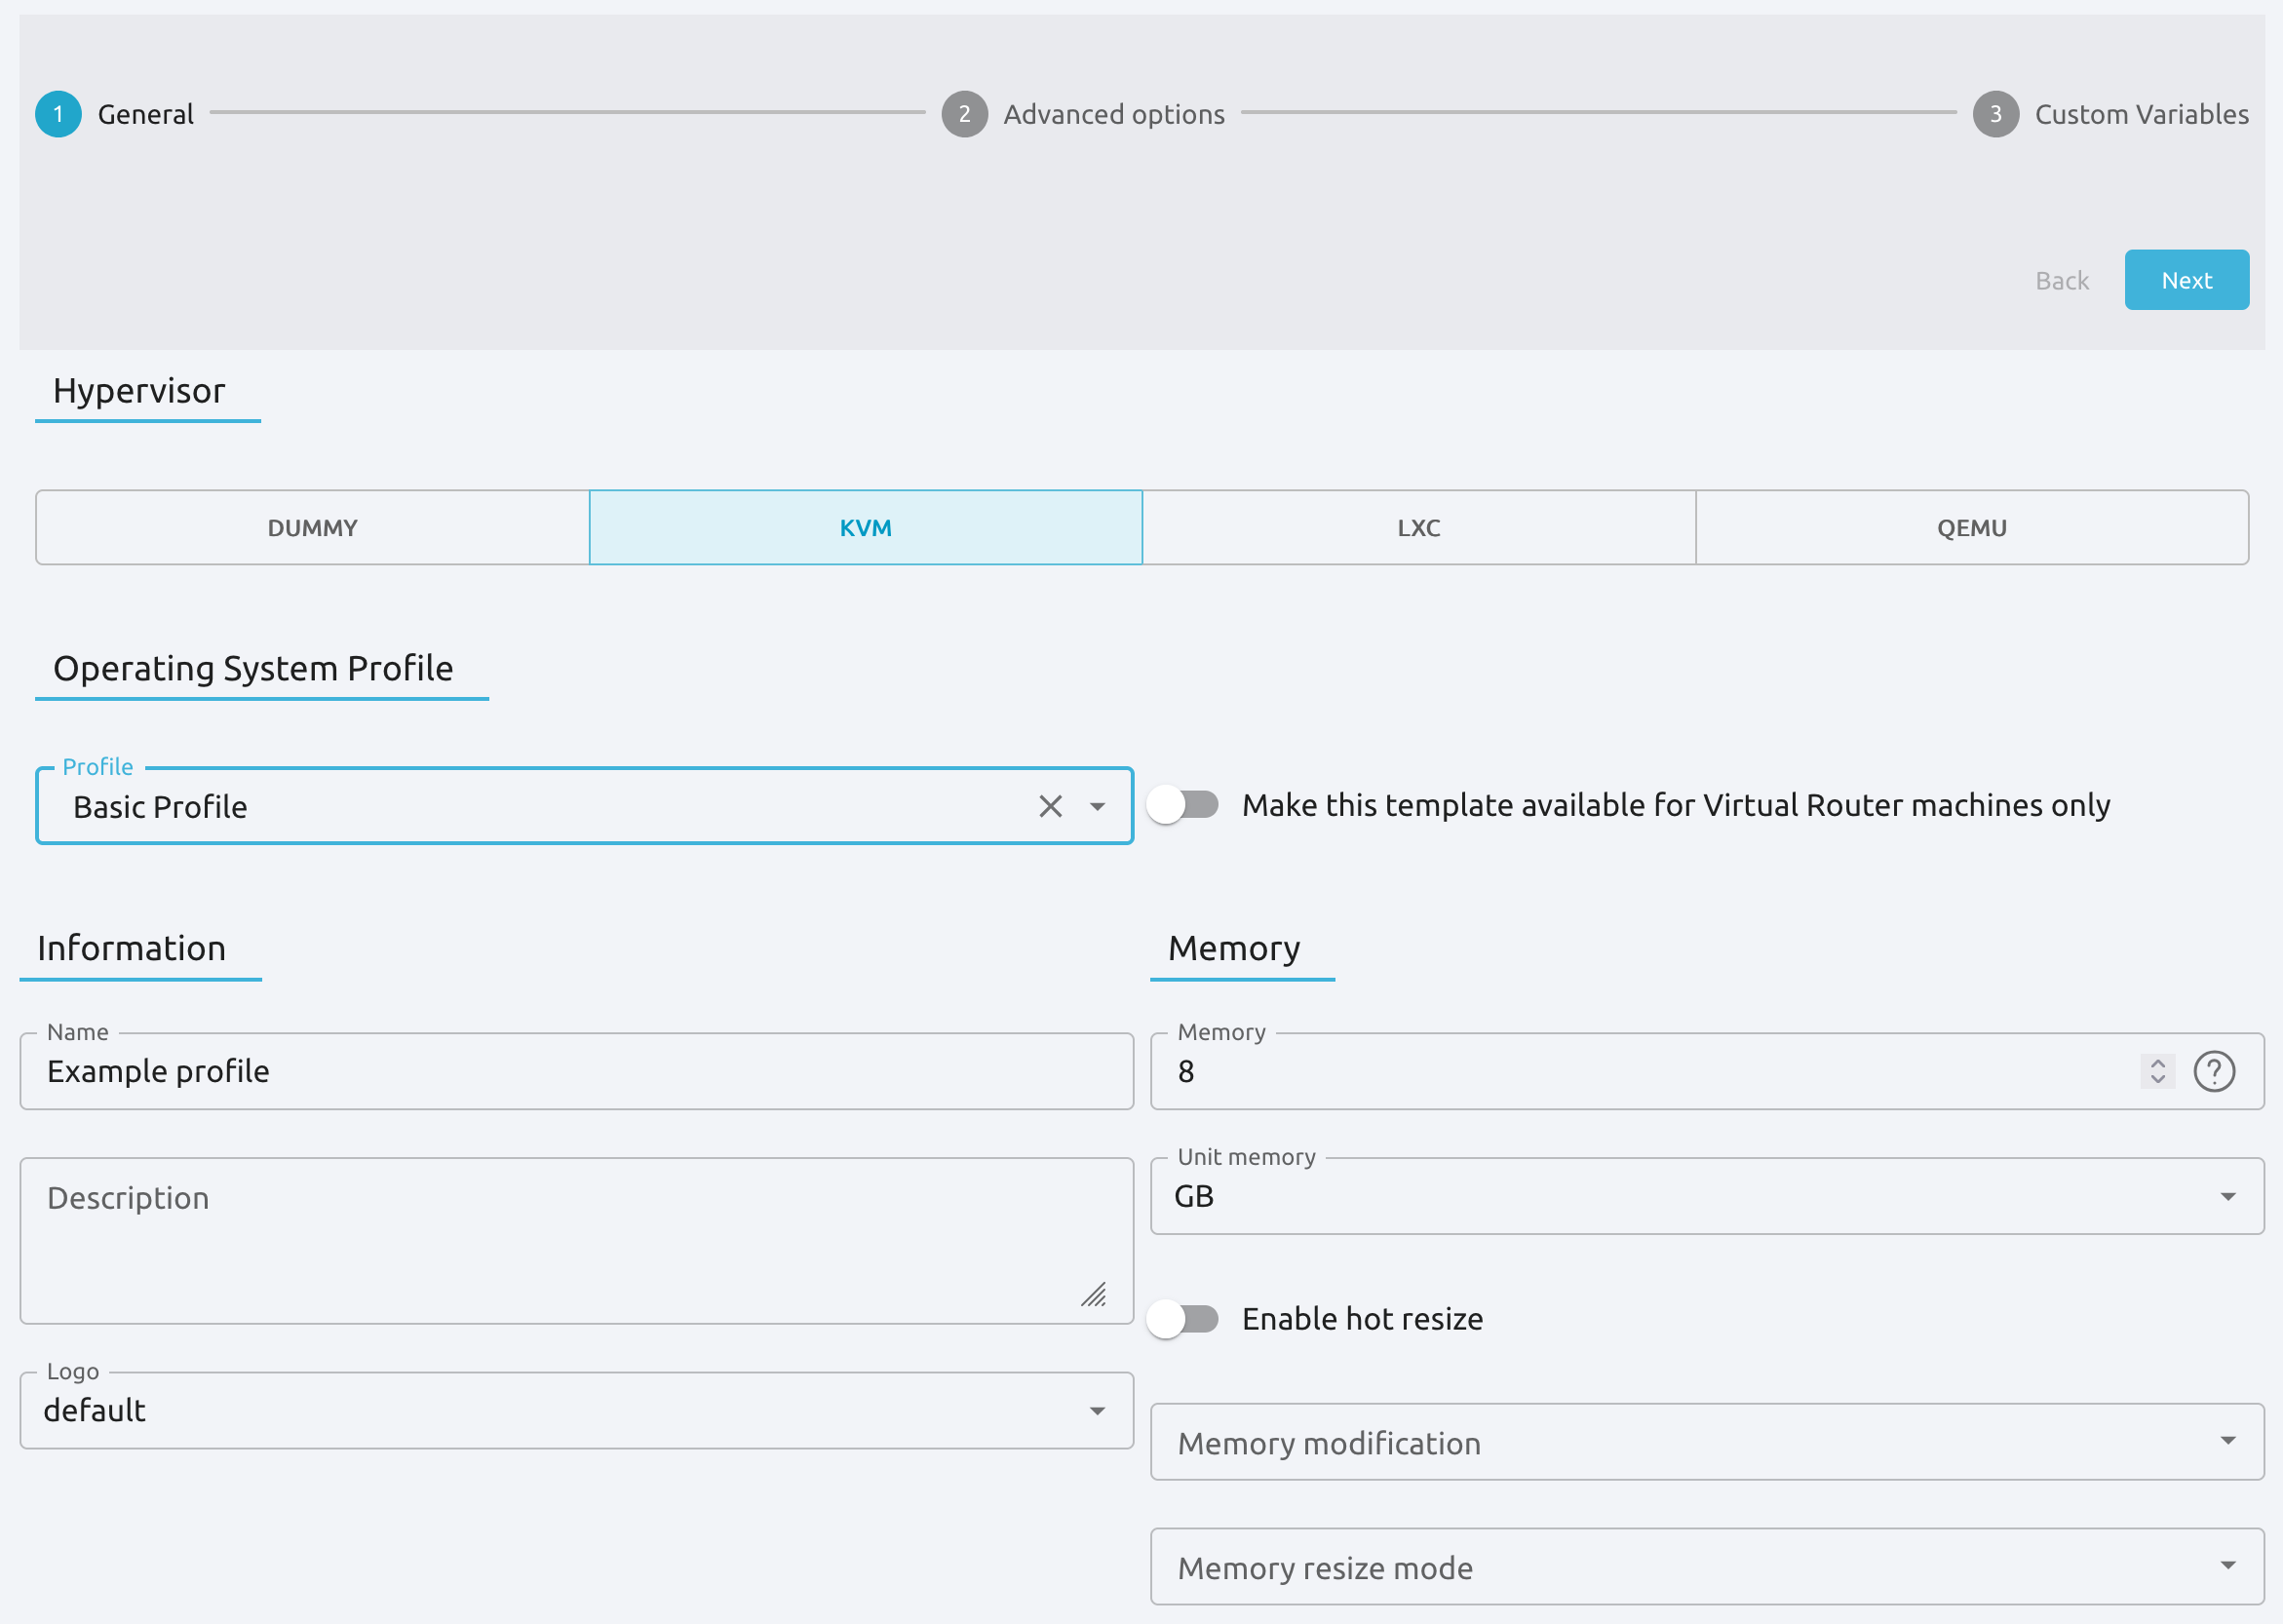 1 General 2 Advanced options 3 Custom Variables
Back Next
Hypervisor
DUMMY KVM LXC QEMU
Operating System Profile
Profile
Basic Profile
Make this template available for Virtual Router machines only
Information
Name
Example profile
Description
Logo
default
Memory
Memory
8
?
Unit memory
GB
Enable hot resize
Memory modification
Memory resize mode